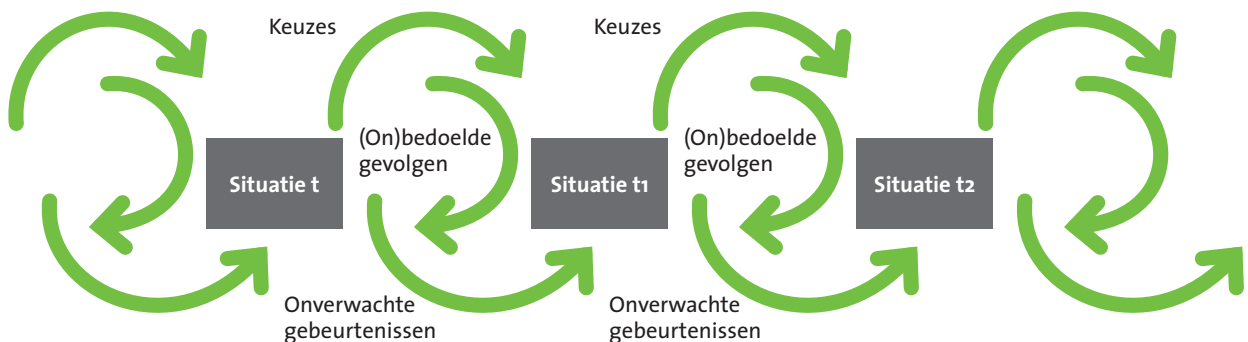 Keuzes
Keuzes
(On)bedoelde
gevolgen
(On)bedoelde
gevolgen
Situatie t
Situatie t1
Situatie t2
Onverwachte
gebeurtenissen
Onverwachte
gebeurtenissen